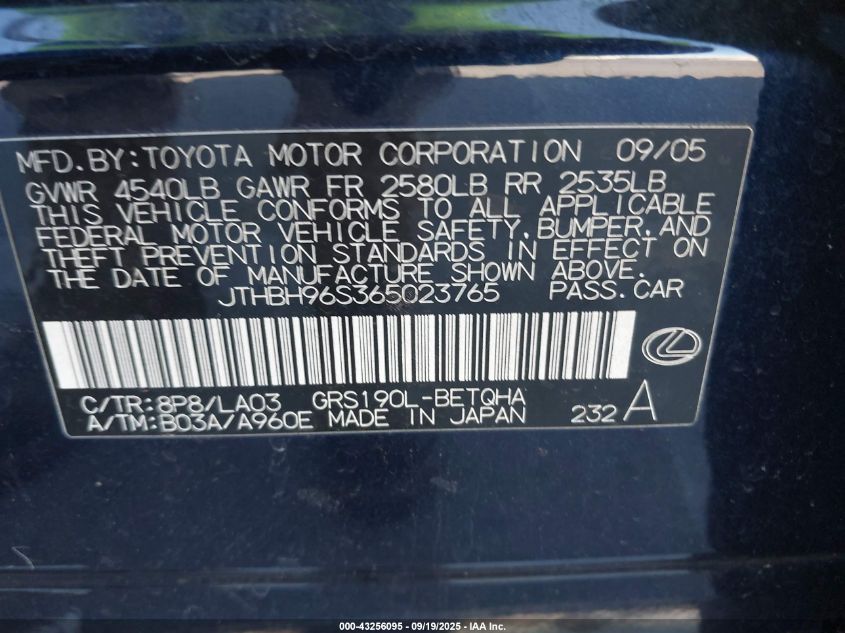 MFD.BY:TOYOTA MOTOR CORPORATION 09/05
GVWR 4540LB GAWR FR 2580LB RR 2535LB
THIS VEHICLE CONFORMS TO ALL APPLICABLE
FEDERAL MOTOR VEHICLE SAFETY,BUMPER,AND
THEFT PREVENTION STANDARDS IN EFFECT ON
THE DATE OF MANUFACTURE SHOWN ABOVE.
JTHBH96S365023765 PASS.CAR
C/TR:8P8/LA03 GRS190L-BETQHA
A/TM:B03A/A960E MADE IN JAPAN 232 A
000-43256095 - 09/19/2025 - IAA Inc.